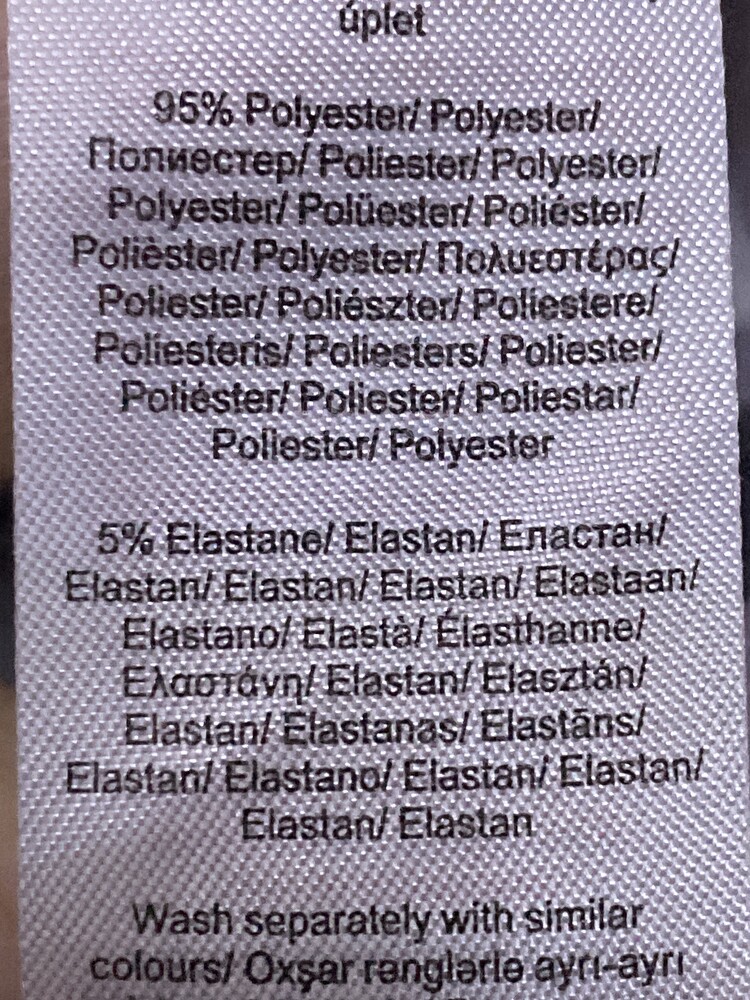 úplet
95% Polyester/ Polyester/
Полиестер/ Poliester/ Polyester/
Polyester/ Polüester/ Poliéster/
Polièster/ Polyester/ Πολυεστέρας/
Poliester/ Poliészter/ Poliestere/
Poliesteris/ Poliesters/ Poliester/
Poliéster/ Poliester/ Poliestar/
Poliester/ Polyester
5% Elastane/ Elastan/ Еластан/
Elastan/ Elastan/ Elastan/ Elastaan/
Elastano/ Elastà/ Élasthanne/
Ελαστάνη/ Elastan/ Elasztán/
Elastan/ Elastanas/ Elastāns/
Elastan/ Elastano/ Elastan/ Elastan/
Elastan/ Elastan
Wash separately with similar
colours/ Oxşar rənglərlə ayrı-ayrı